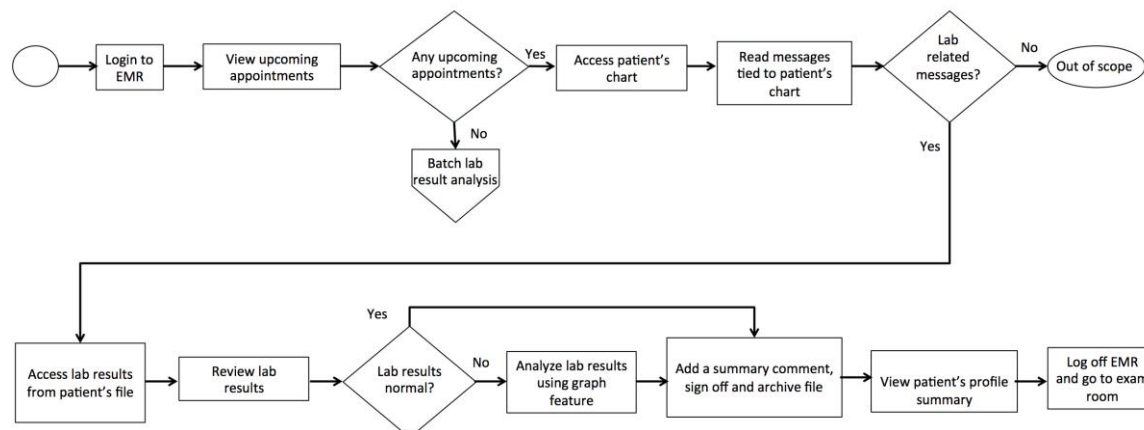 Login to
EMR
View upcoming
appointments
Any upcoming
appointments?
Yes
No
Batch lab
result analysis
Access patient's
chart
Read messages
tied to patient's
chart
Lab
related
messages?
No
Out of scope
Yes
Access lab results
from patient's file
Review lab
results
Lab results
normal?
Yes
No
Analyze lab results
using graph
feature
Add a summary comment,
sign off and archive file
View patient's profile
summary
Log off EMR
and go to exam
room